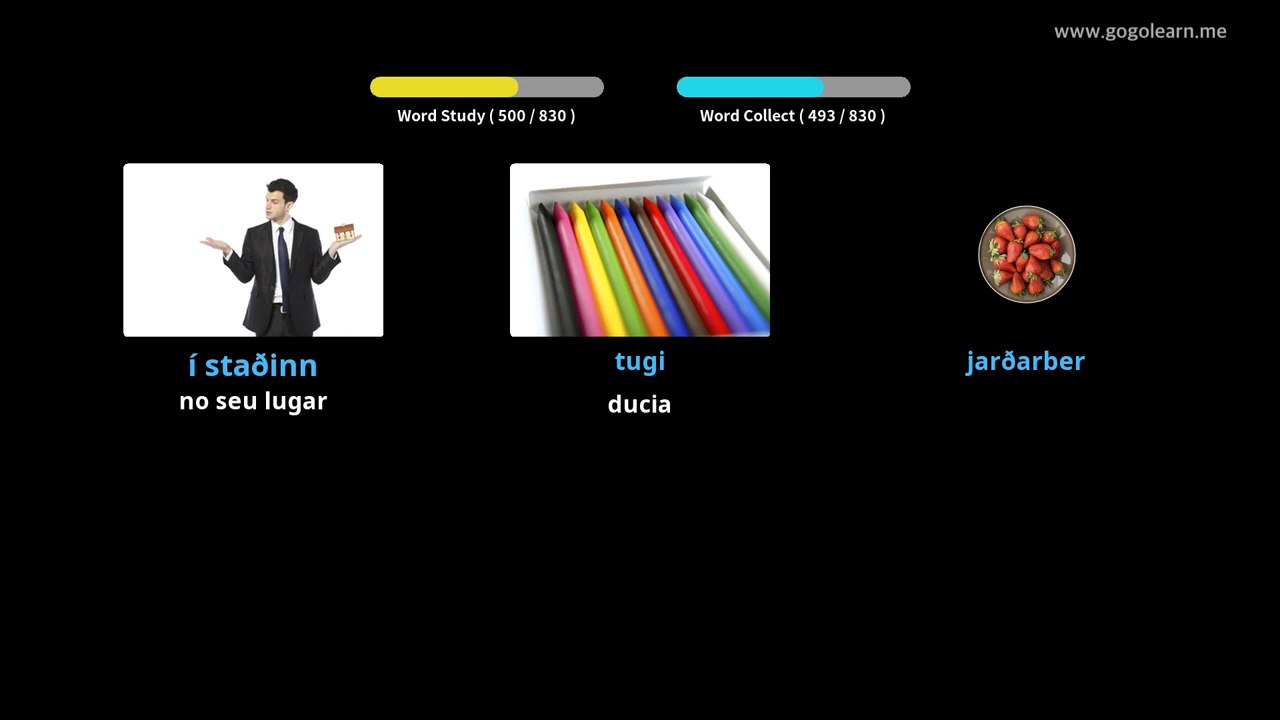 www.gogolearn.me
Word Study ( 500 / 830 )
Word Collect ( 493 / 830 )
í staðinn
no seu lugar
tugi
ducia
jarðarber